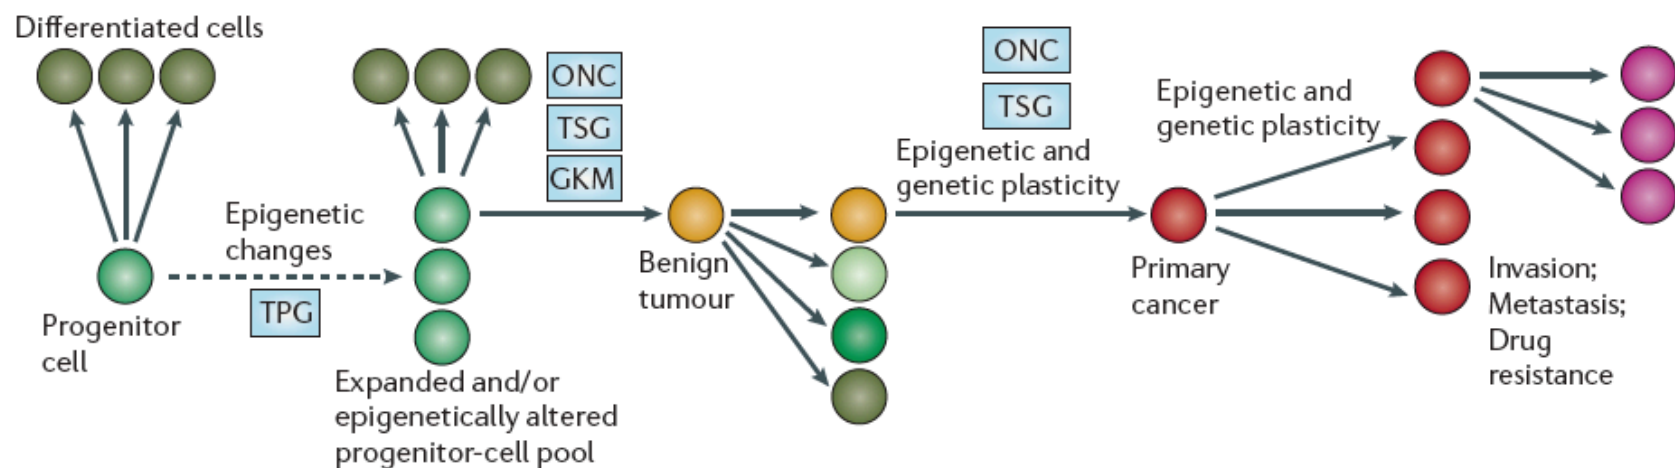 Differentiated cells
Epigenetic
changes
TPG
Progenitor
cell
Expanded and/or
epigenetically altered
progenitor-cell pool
ONC
TSG
GKM
Benign
tumour
ONC
TSG
Epigenetic and
genetic plasticity
Primary
cancer
Epigenetic and
genetic plasticity
Invasion;
Metastasis;
Drug
resistance